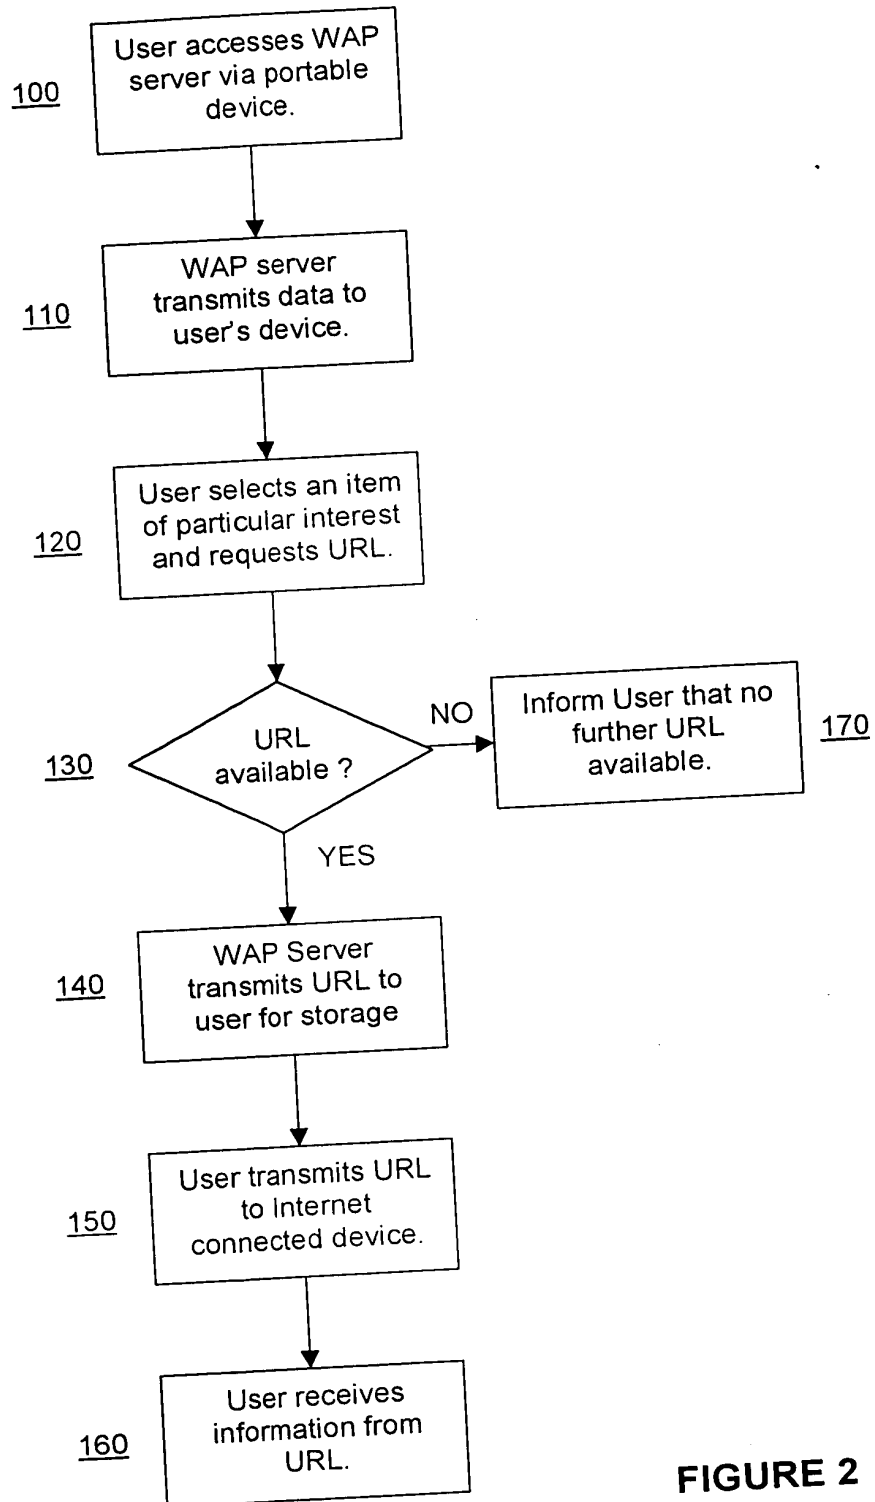 100
User accesses WAP
server via portable
device.
110
WAP server
transmits data to
user's device.
120
User selects an item
of particular interest
and requests URL.
130
URL
available ?
NO
Inform User that no
further URL
available.
170
YES
140
WAP Server
transmits URL to
user for storage
150
User transmits URL
to Internet
connected device.
160
User receives
information from
URL.
FIGURE 2